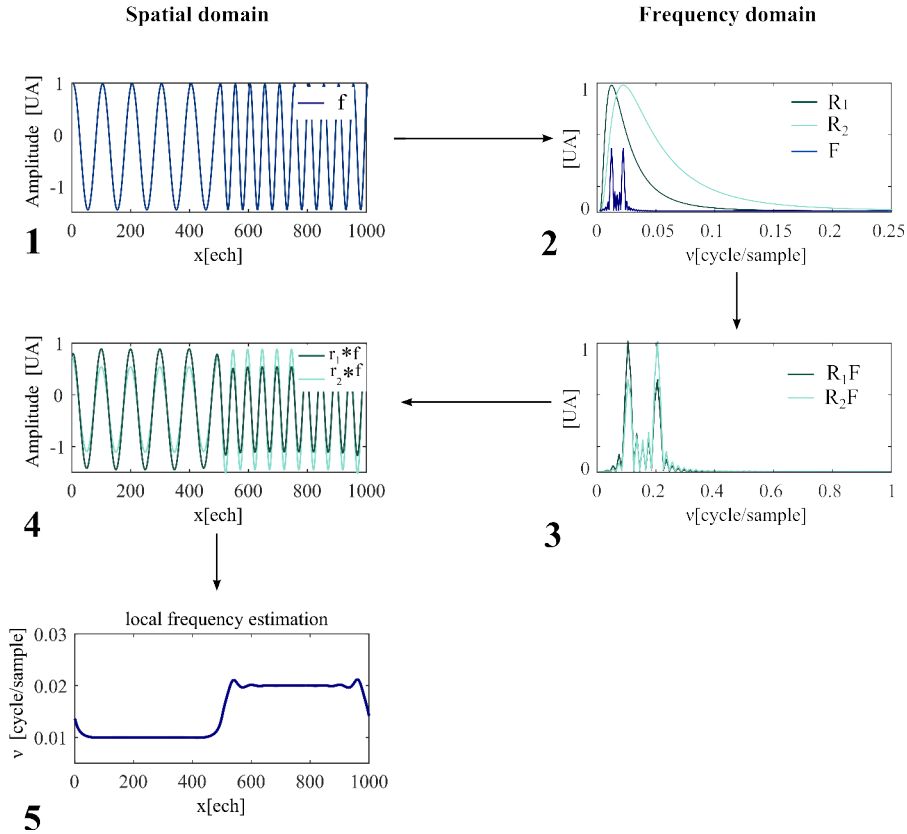 Spatial domain
Frequency domain
Amplitude [UA]
1
0
-1
f
0
200
400
600
800
1000
x[ech]
1
[UA]
1
0
R1
R2
F
0
0.05
0.1
0.15
0.2
0.25
ν[cycle/sample]
2
Amplitude [UA]
1
0
-1
r1*f
r2*f
0
200
400
600
800
1000
x[ech]
4
[UA]
1
0
R1F
R2F
0
0.2
0.4
0.6
0.8
1
ν[cycle/sample]
3
local frequency estimation
ν [cycle/sample]
0.03
0.02
0.01
0
200
400
600
800
1000
x[ech]
5